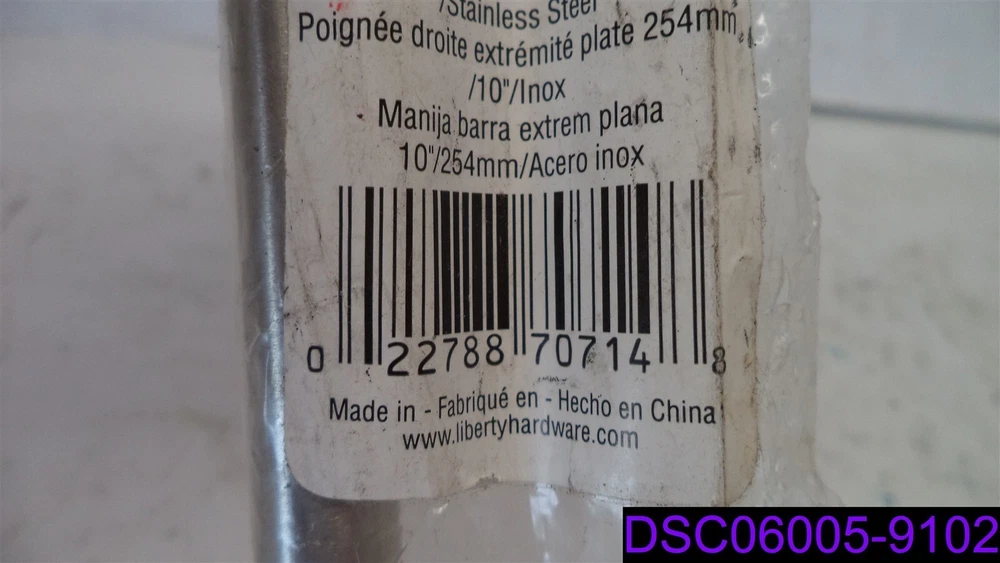 /Stainless Steel
Poignée droite extrémité plate 254mm
/10"/Inox
Manija barra extrem plana
10"/254mm/Acero inox
0 22788 70714 8
Made in - Fabriqué en - Hecho en China
www.libertyhardware.com
DSC06005-9102